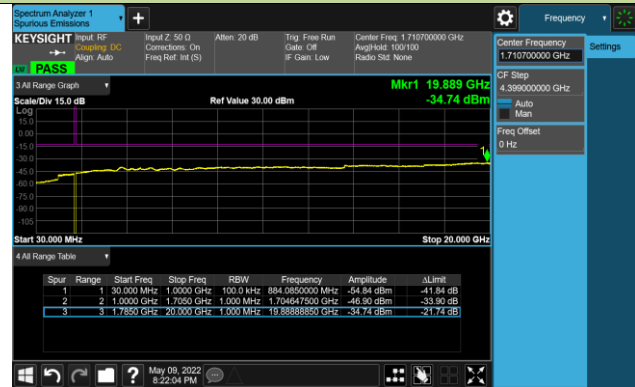 Spectrum Analyzer 1
Spurious Emissions
Frequency
KEYSIGHT
Input: RF
Coupling: DC
Align: Auto
Input Z: 50 Ω
Corrections: On
Freq Ref: Int (S)
Atten: 20 dB
Trig: Free Run
Gate: Off
IF Gain: Low
Center Freq: 1.710700000 GHz
Avg|Hold: 100/100
Radio Std: None
PASS
Center Frequency
1.710700000 GHz
Settings
CF Step
4.399000000 GHz
Auto
Man
Freq Offset
0 Hz
3 All Range Graph
Mkr1 19.889 GHz
Scale/Div 15.0 dB
Ref Value 30.00 dBm
-34.74 dBm
Log
15.0
0.00
-15.0
-30.0
-45.0
-60.0
-75.0
-90.0
-105
1
Start 30.000 MHz
Stop 20.000 GHz
4 All Range Table
Spur Range Start Freq Stop Freq RBW Frequency Amplitude ΔLimit
1 1 30.000 MHz 1.0000 GHz 100.0 kHz 884.0850000 MHz -54.84 dBm -41.84 dB
2 2 1.0000 GHz 1.7050 GHz 1.000 MHz 1.704647500 GHz -46.90 dBm -33.90 dB
3 3 1.7850 GHz 20.000 GHz 1.000 MHz 19.88888850 GHz -34.74 dBm -21.74 dB
?
May 09, 2022
8:22:04 PM